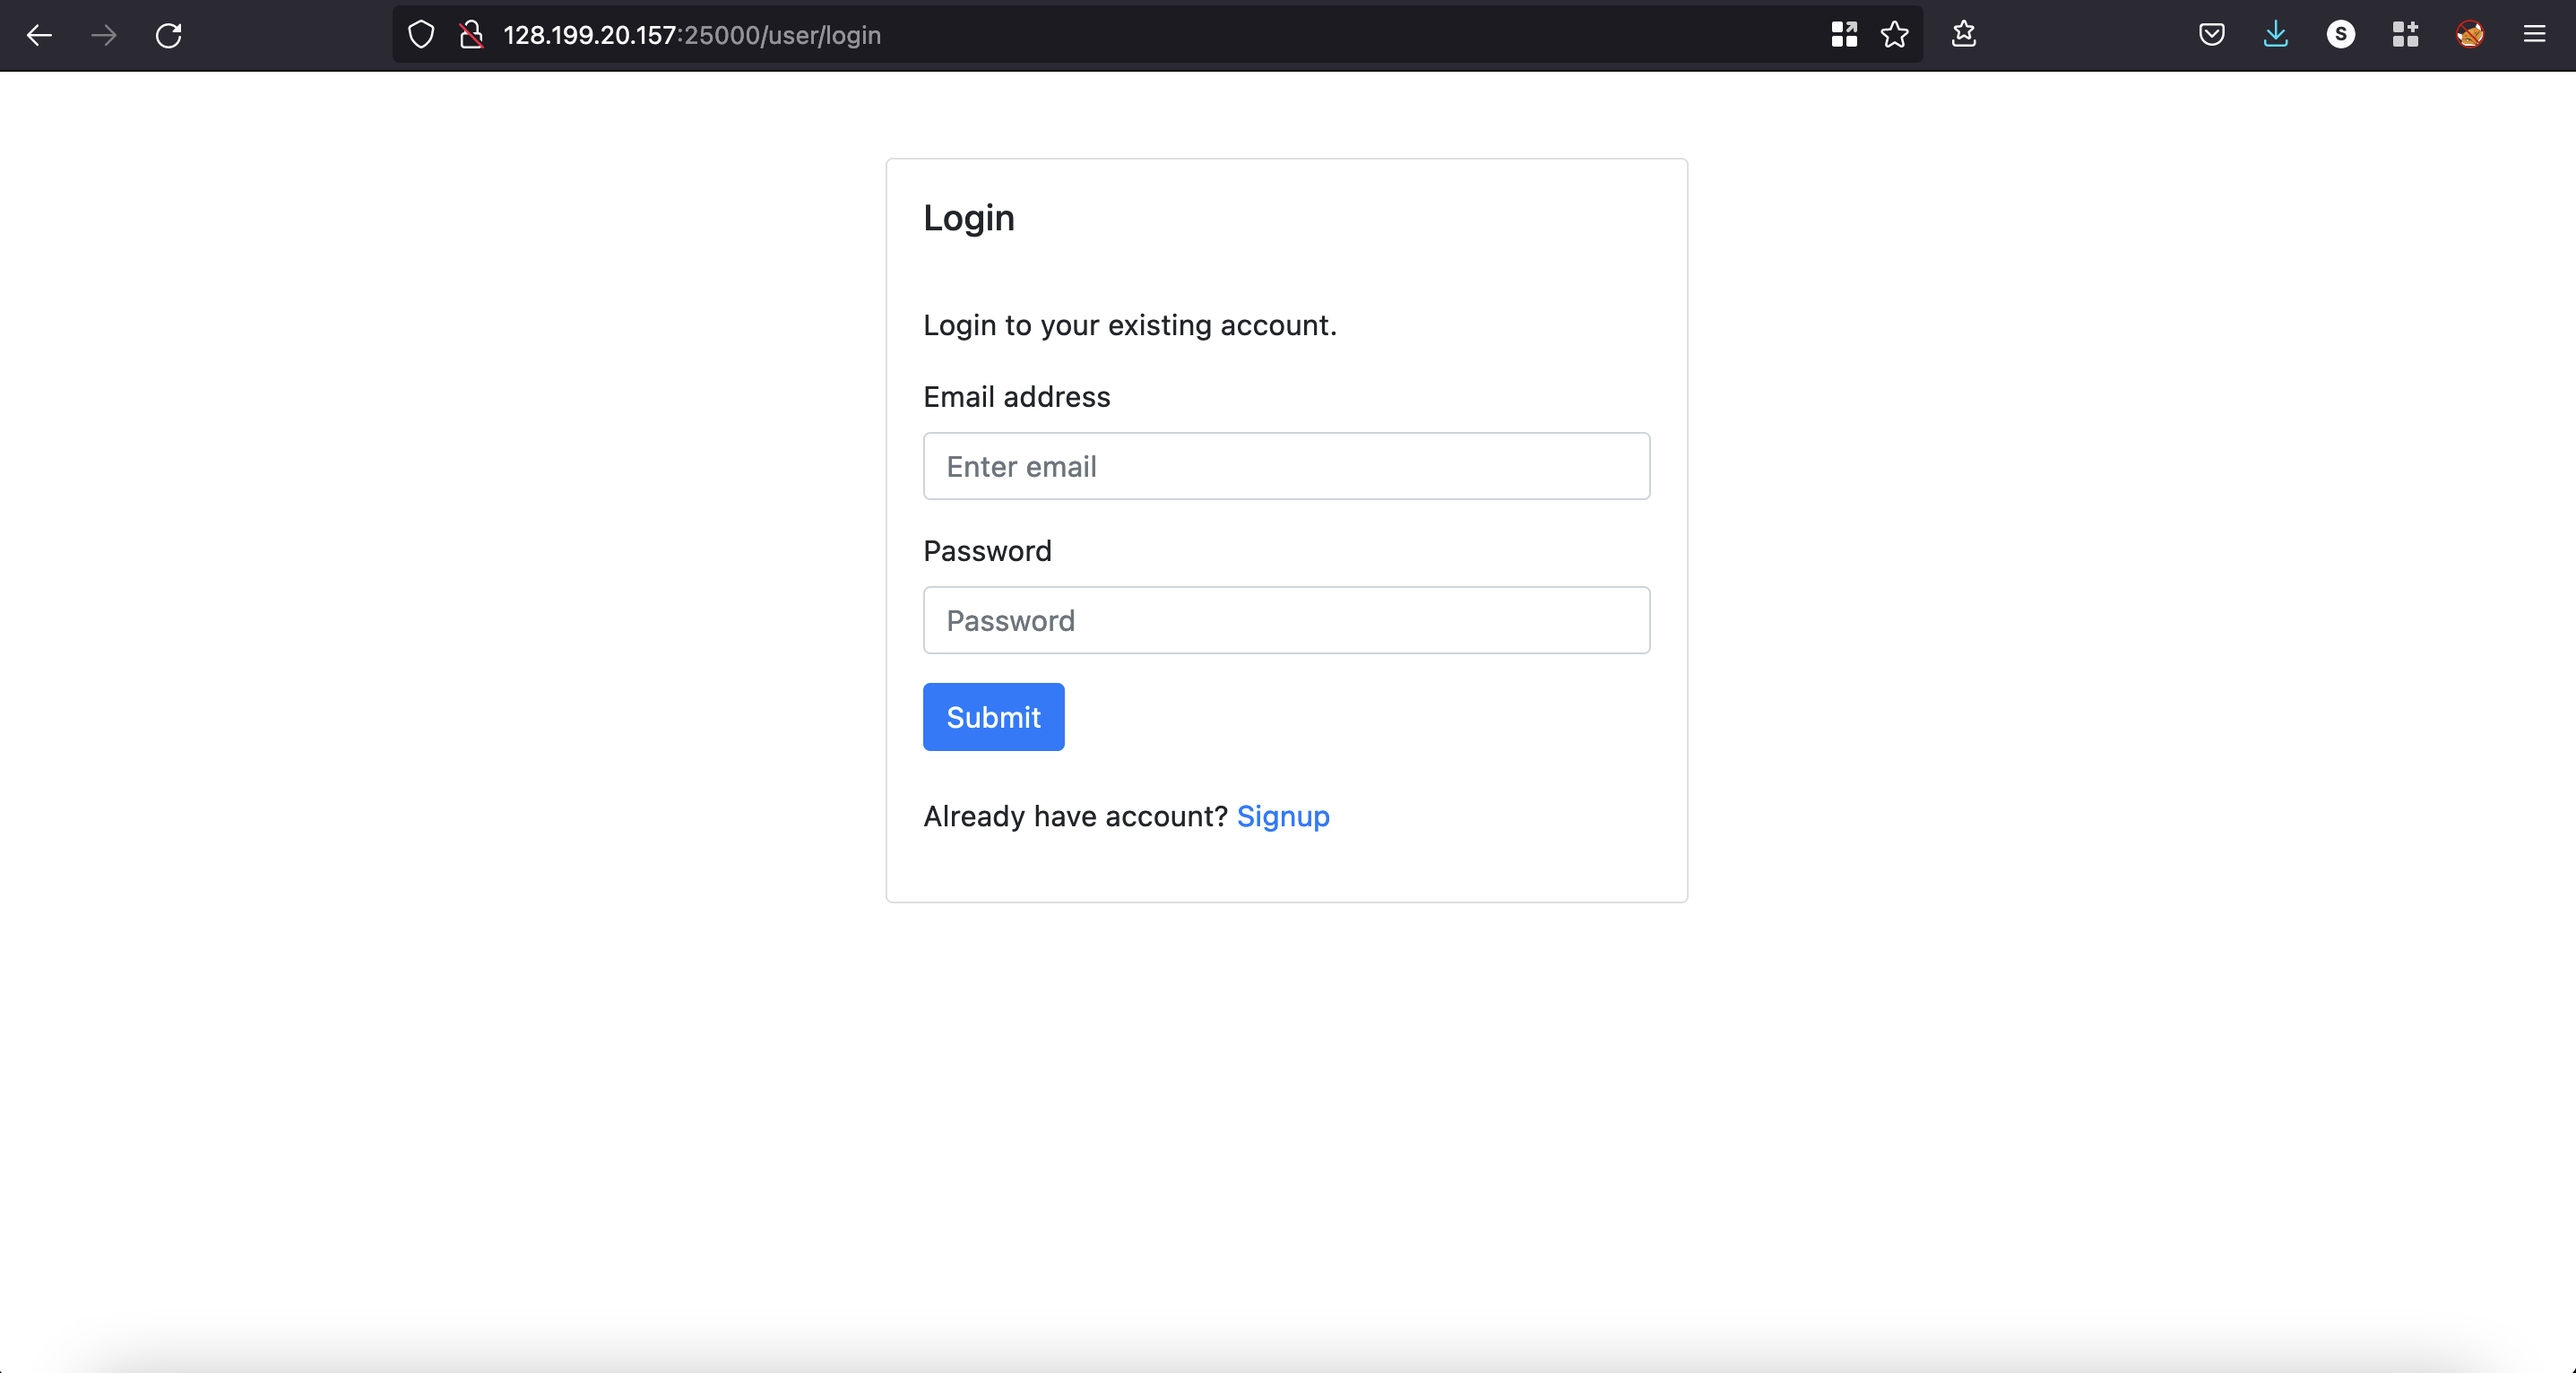 128.199.20.157:25000/user/login
S
Login
Login to your existing account.
Email address
Enter email
Password
Password
Submit
Already have account? Signup